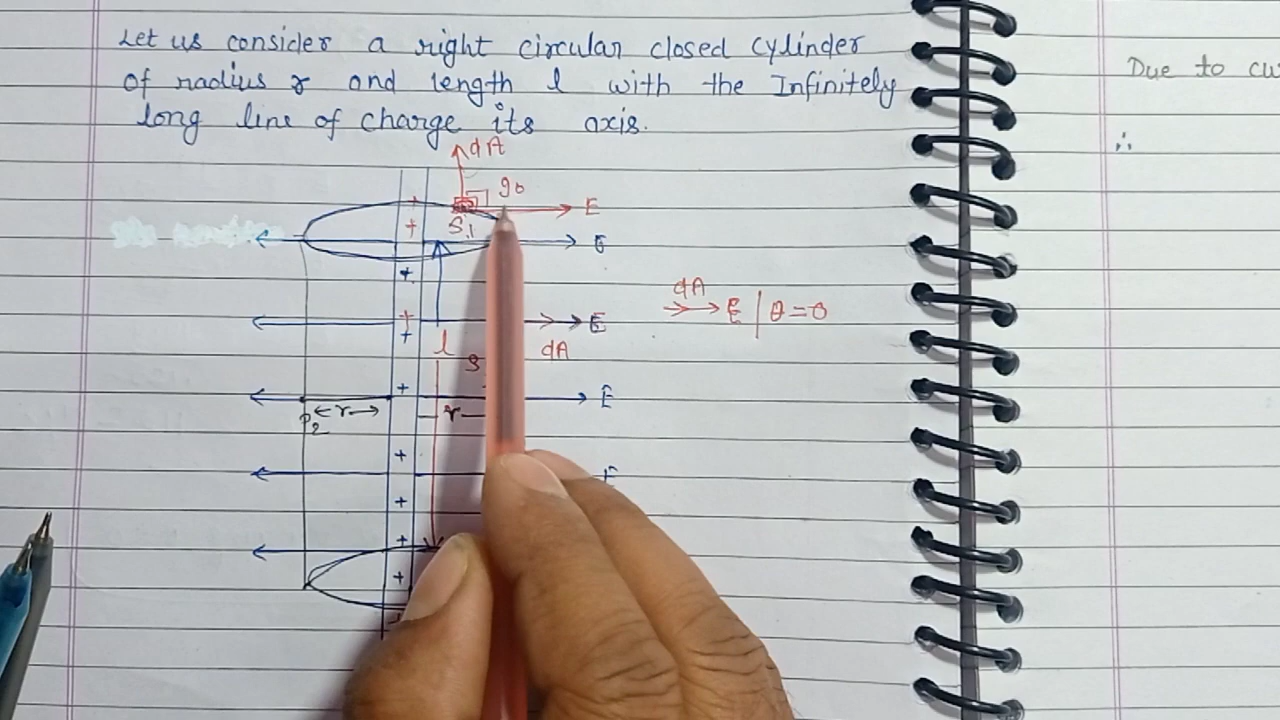 Let us consider a right circular closed cylinder
of radius r and length l with the Infinitely
long line of charge its axis.
Due to
∴
dA
90
E
S1
E
+
+
+
+
+
E
dA
l
S
dA
E | θ = 0
+
E
P2
r
r
+
+
+
+